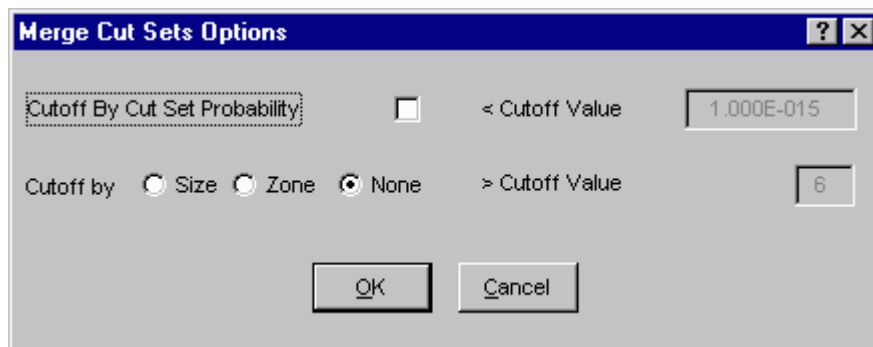 Merge Cut Sets Options
Cutoff By Cut Set Probability < Cutoff Value 1.000E-015
Cutoff by Size Zone None > Cutoff Value 6
OK Cancel